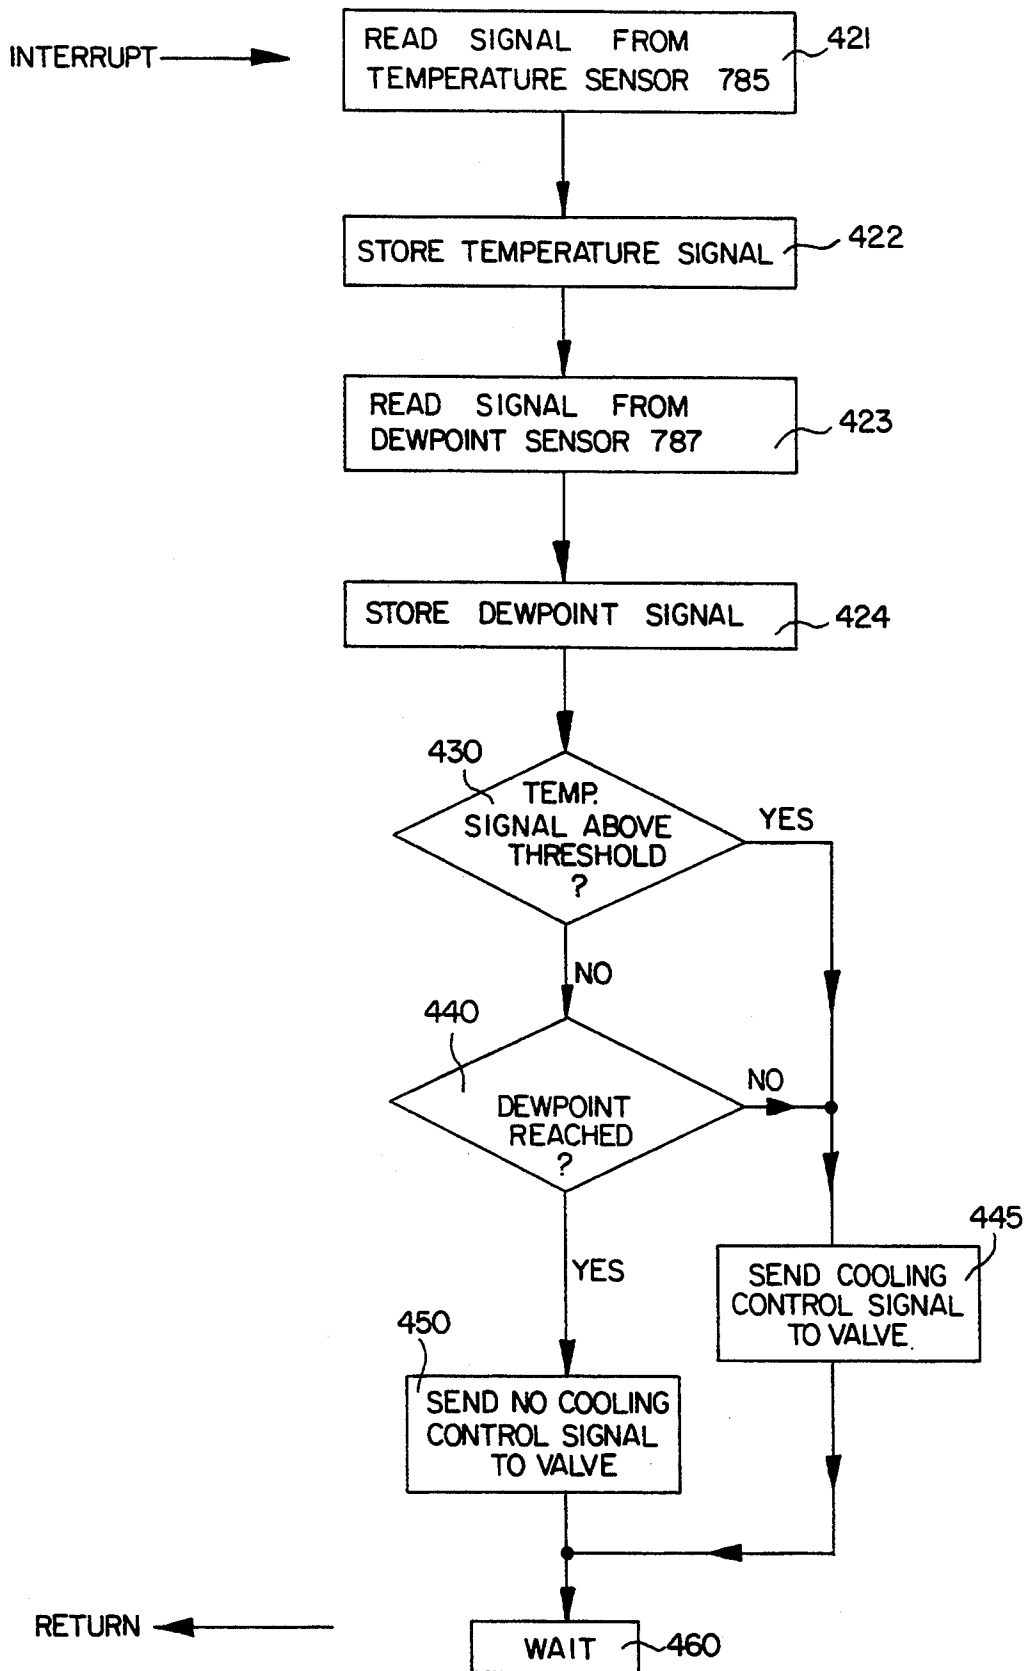 INTERRUPT
READ SIGNAL FROM
TEMPERATURE SENSOR 785
421
STORE TEMPERATURE SIGNAL
422
READ SIGNAL FROM
DEWPOINT SENSOR 787
423
STORE DEWPOINT SIGNAL
424
430
TEMP.
SIGNAL ABOVE
THRESHOLD
?
YES
NO
440
DEWPOINT
REACHED
?
NO
YES
445
SEND COOLING
CONTROL SIGNAL
TO VALVE.
450
SEND NO COOLING
CONTROL SIGNAL
TO VALVE
RETURN
WAIT
460